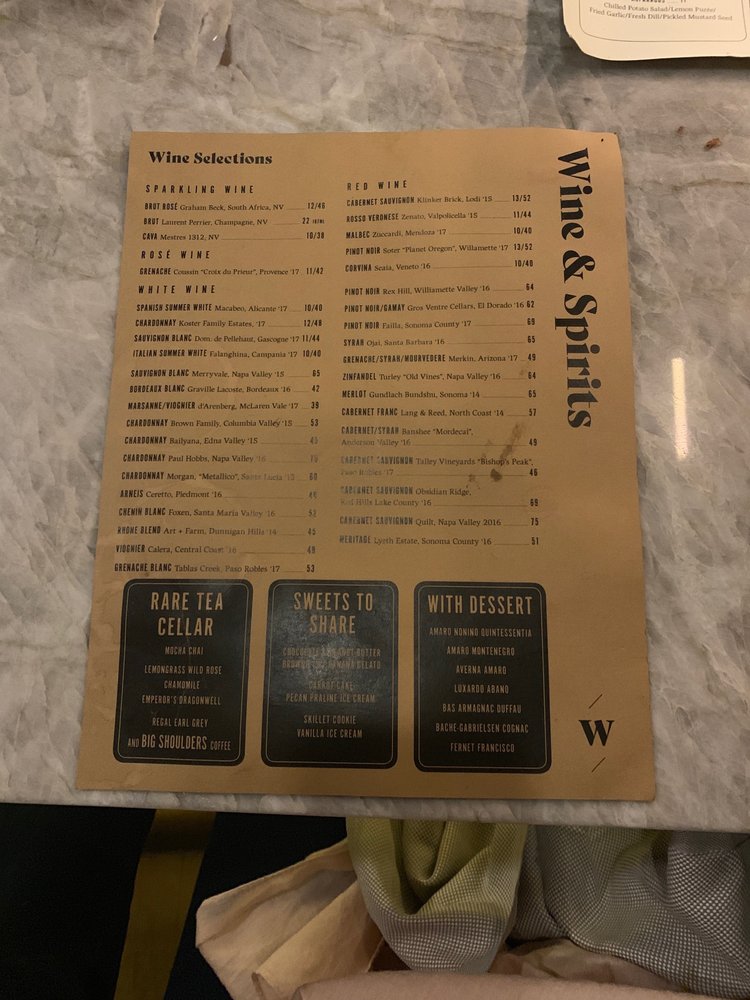 Chilled Potato Salad/Lemon Purée/
Fried Garlic/Fresh Dill/Pickled Mustard Seed
Wine & Spirits
Wine Selections
SPARKLING WINE
BRUT ROSÉ Graham Beck, South Africa, NV 12/46
BRUT Laurent Perrier, Champagne, NV 22
CAVA Mestres 1312, NV 10/38
ROSÉ WINE
GRENACHE Coussin "Croix du Prieur", Provence '17 11/42
WHITE WINE
SPANISH SUMMER WHITE Macabeo, Alicante '17 10/40
CHARDONNAY Koster Family Estates, '17 12/48
SAUVIGNON BLANC Dom. de Pellehaut, Gascogne '17 11/44
ITALIAN SUMMER WHITE Falanghina, Campania '17 10/40
SAUVIGNON BLANC Merryvale, Napa Valley '15 65
BORDEAUX BLANC Graville Lacoste, Bordeaux '16 42
MARSANNE/VIOGNIER d'Arenberg, McLaren Vale '17 39
CHARDONNAY Brown Family, Columbia Valley '15 53
CHARDONNAY Bailyana, Edna Valley '15
CHARDONNAY Paul Hobbs, Napa Valley '16
CHARDONNAY Morgan, "Metallico", Santa Lucia '15 60
ARNEIS Ceretto, Piedmont '16
CHENIN BLANC Foxen, Santa Maria Valley '16 52
RHONE BLEND Art + Farm, Dunnigan Hills '14 45
VIOGNIER Calera, Central Coast '16 48
GRENACHE BLANC Tablas Creek, Paso Robles '17 53
RED WINE
CABERNET SAUVIGNON Klinker Brick, Lodi '15 13/52
ROSSO VERONESE Zenato, Valpolicella '15 11/44
MALBEC Zuccardi, Mendoza '17 10/40
PINOT NOIR Soter "Planet Oregon", Willamette '17 13/52
CORVINA Scaia, Veneto '16 10/40
PINOT NOIR Rex Hill, Williamette Valley '16 64
PINOT NOIR/GAMAY Gros Ventre Cellars, El Dorado '16 62
PINOT NOIR Failla, Sonoma County '17 69
SYRAH Ojai, Santa Barbara '16 65
GRENACHE/SYRAH/MOURVEDERE Merkin, Arizona '17 49
ZINFANDEL Turley "Old Vines", Napa Valley '16 64
MERLOT Gundlach Bundshu, Sonoma '14 65
CABERNET FRANC Lang & Reed, North Coast '14 57
CABERNET/SYRAH Banshee "Mordecai",
Anderson Valley '16 49
CABERNET SAUVIGNON Talley Vineyards "Bishop's Peak",
Paso Robles '17 46
CABERNET SAUVIGNON Obsidian Ridge,
Red Hills Lake County '16 69
CABERNET SAUVIGNON Quilt, Napa Valley 2016 75
MERITAGE Lyeth Estate, Sonoma County '16 51
RARE TEA
CELLAR
MOCHA CHAI
LEMONGRASS WILD ROSE
CHAMOMILE
EMPEROR'S DRAGONWELL
REGAL EARL GREY
AND BIG SHOULDERS COFFEE
SWEETS TO
SHARE
CHOCOLATE PEANUT BUTTER
BROWNIE BANANA GELATO
CARROT CAKE
PECAN PRALINE ICE CREAM
SKILLET COOKIE
VANILLA ICE CREAM
WITH DESSERT
AMARO NONINO QUINTESSENTIA
AMARO MONTENEGRO
AVERNA AMARO
LUXARDO ABANO
BAS ARMAGNAC DUFFAU
BACHE-GABRIELSEN COGNAC
FERNET FRANCISCO
W